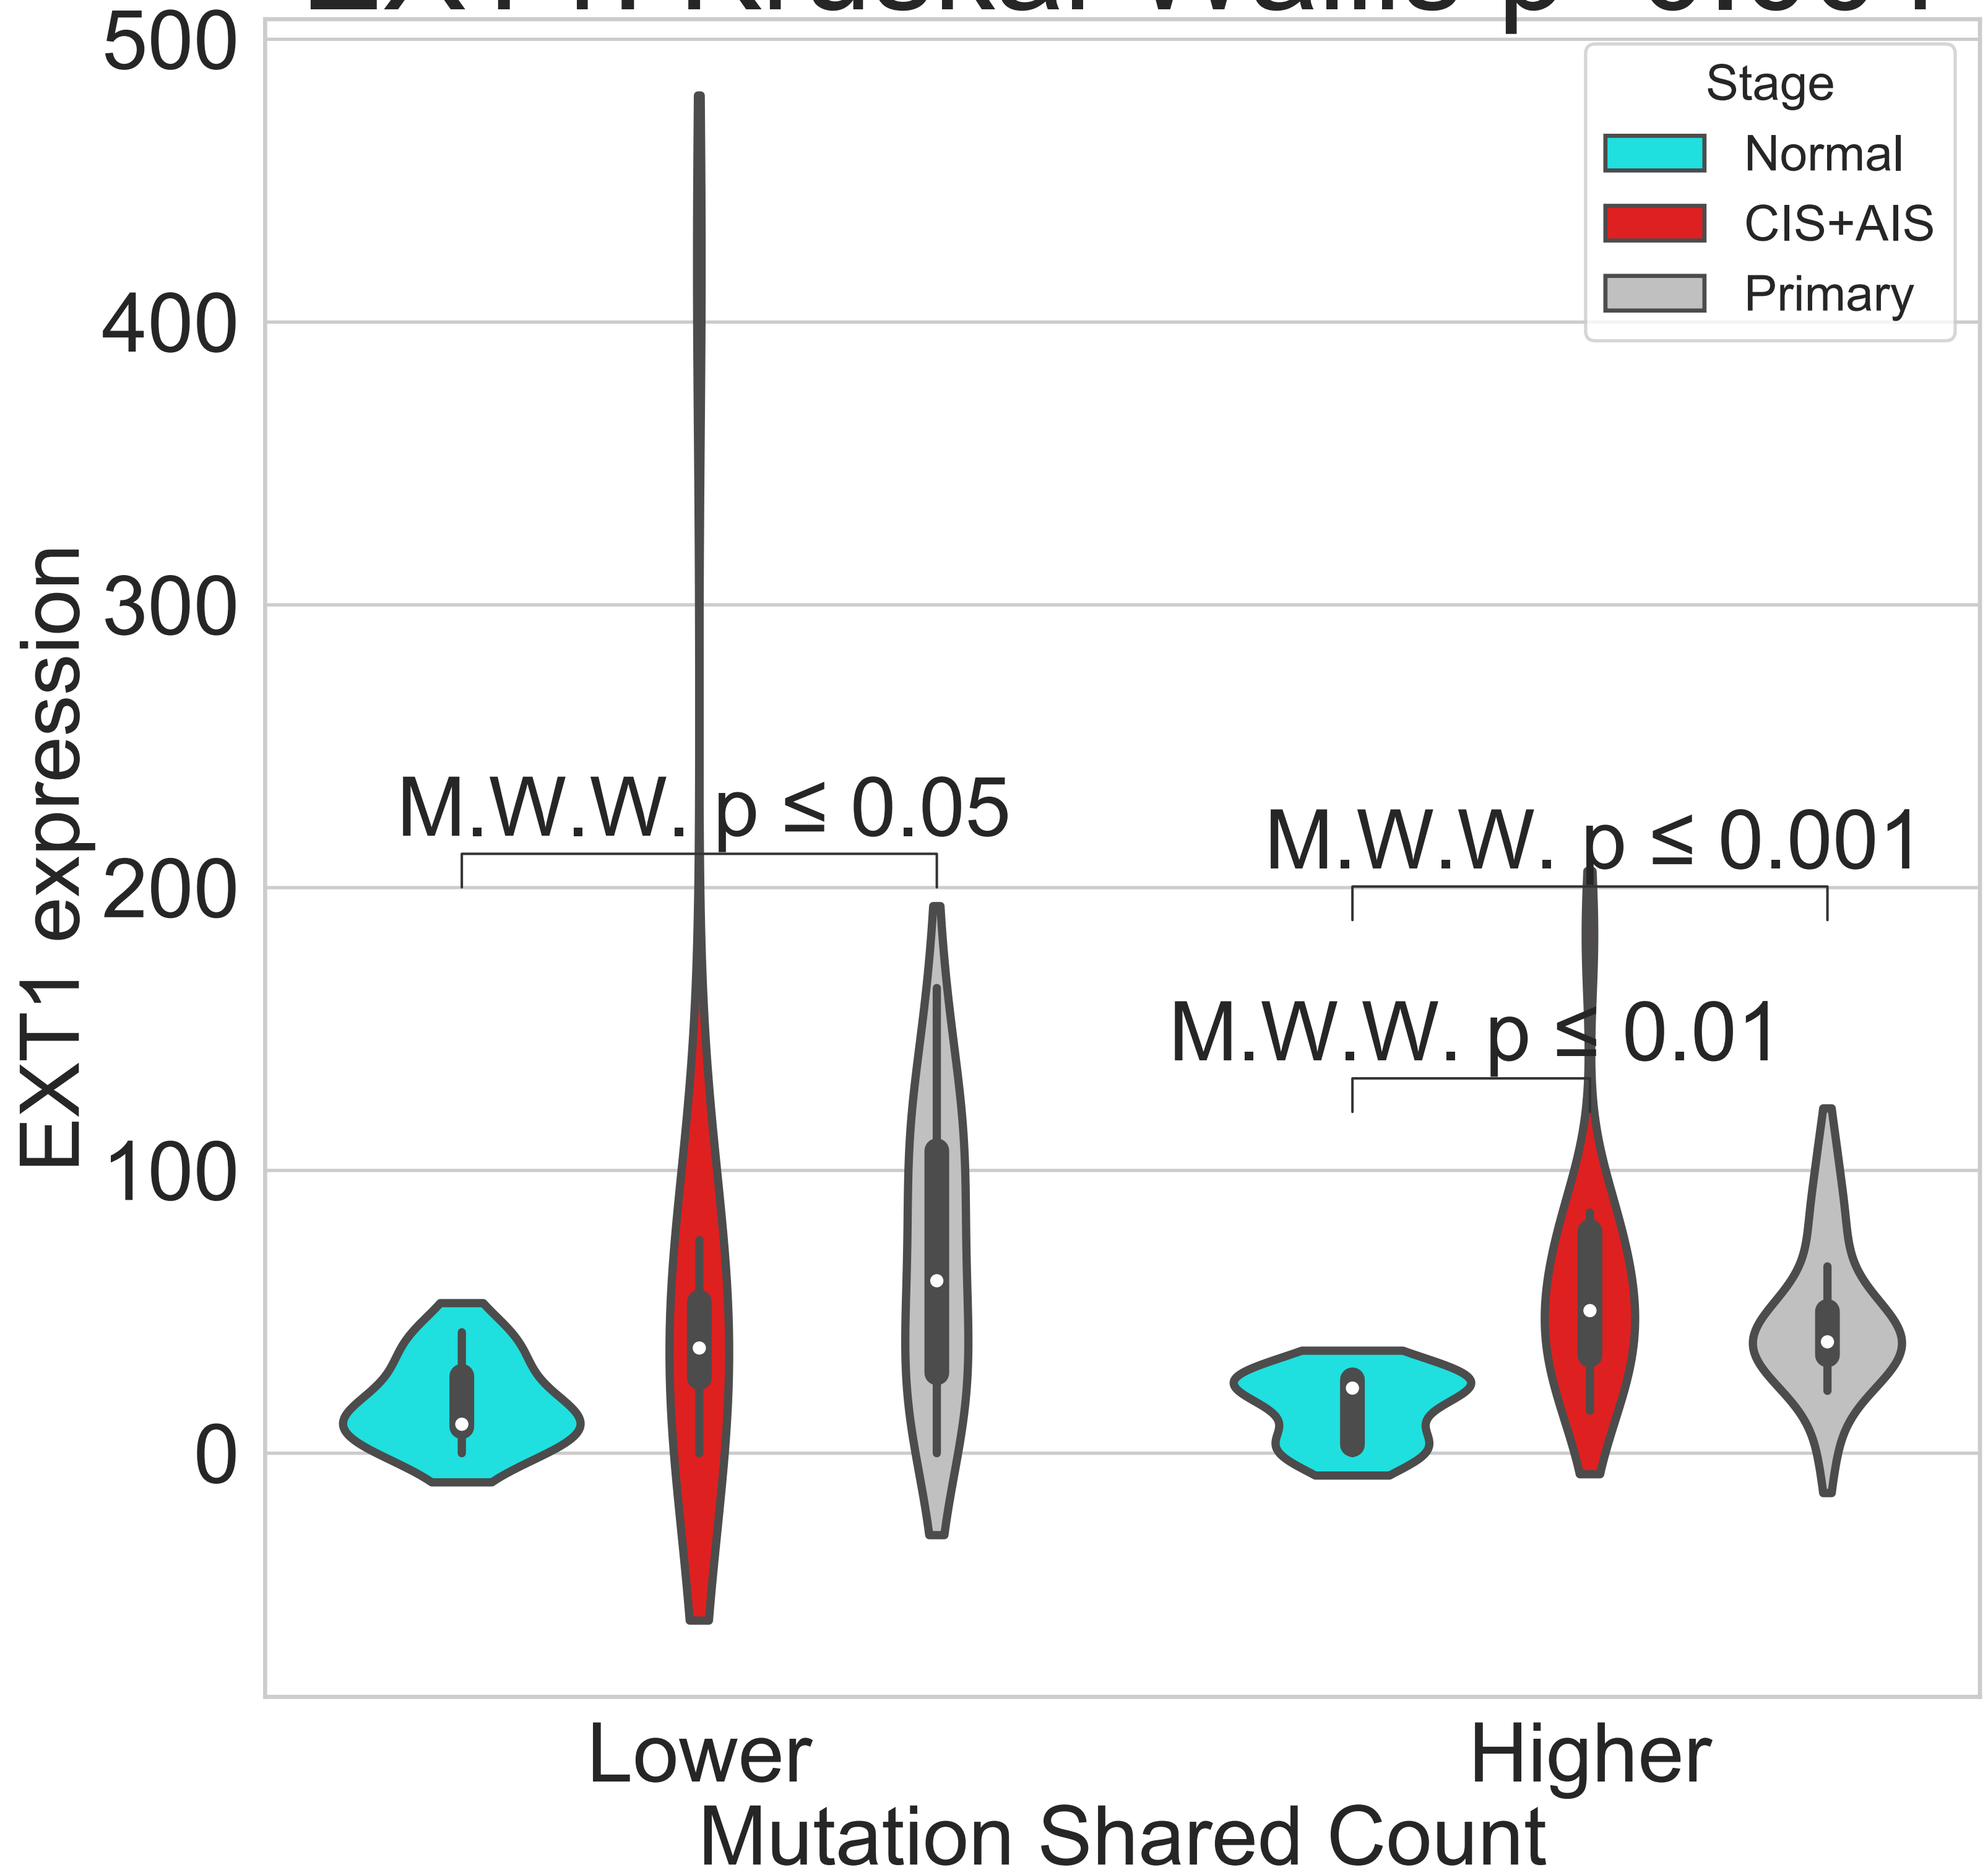 500
400
300
200
100
0
EXT1 expression
Stage
Normal
CIS+AIS
Primary
M.W.W. p ≤ 0.05
M.W.W. p ≤ 0.001
M.W.W. p ≤ 0.01
Lower
Higher
Mutation Shared Count